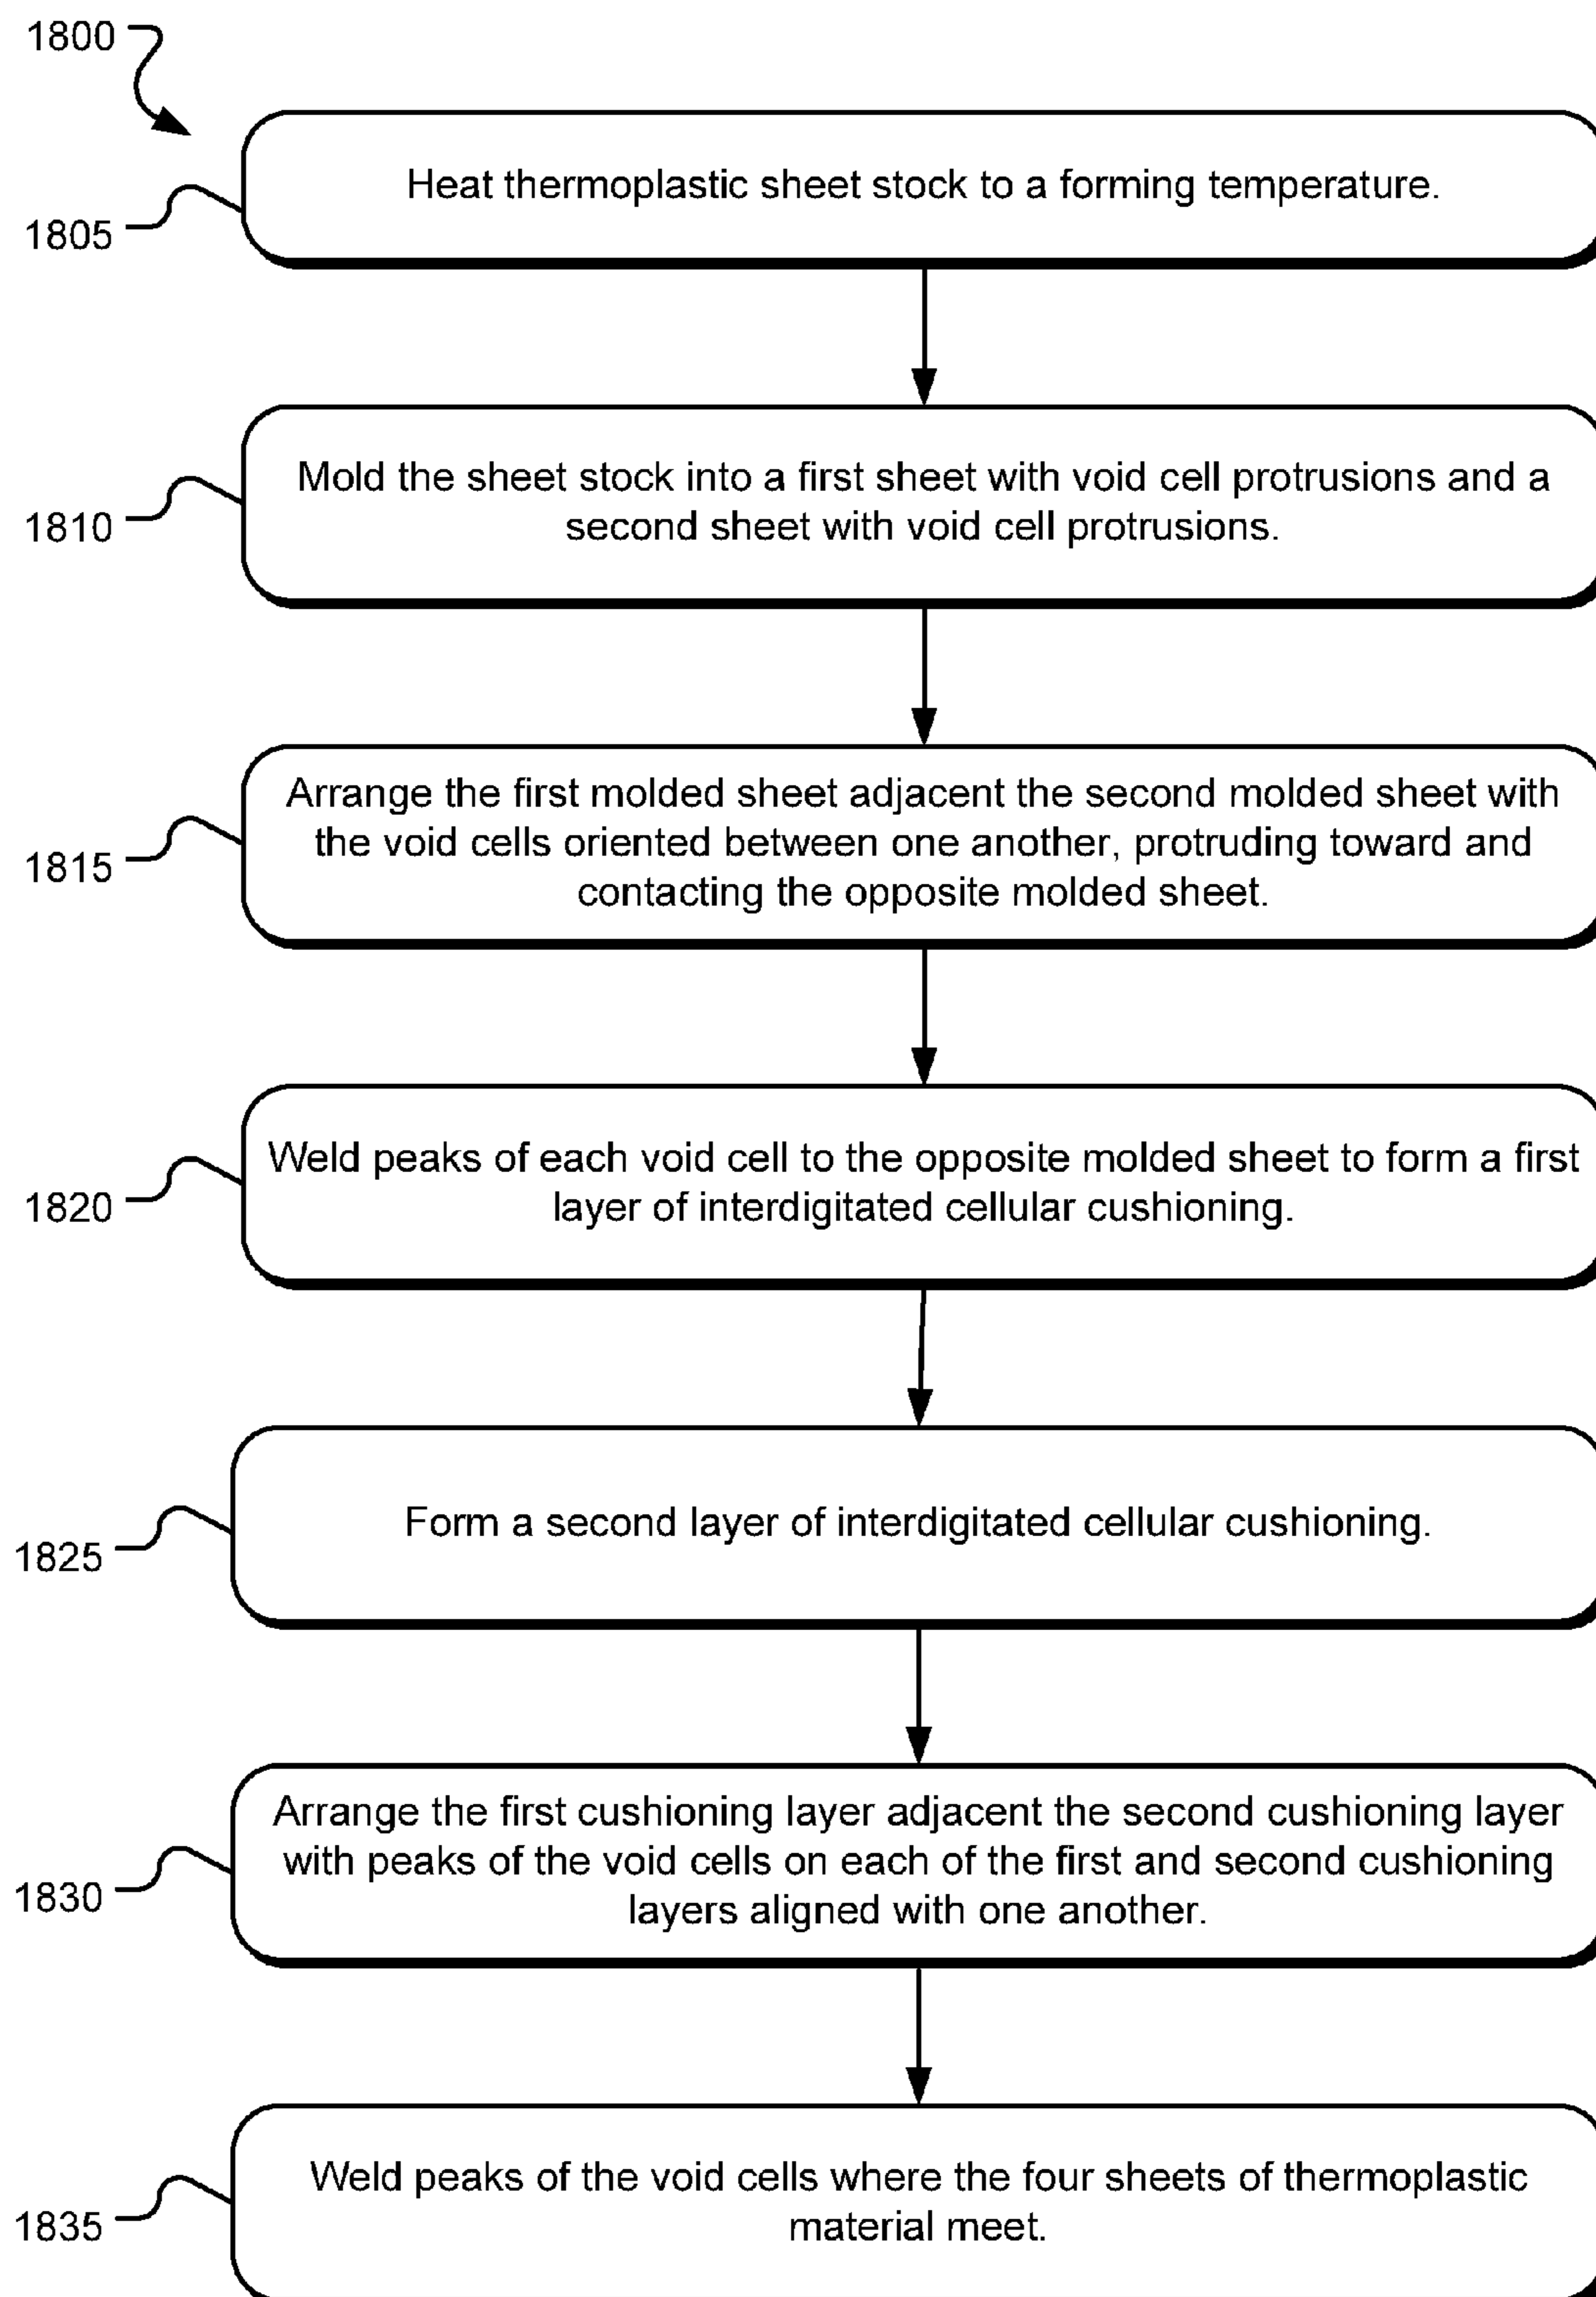 1800
Heat thermoplastic sheet stock to a forming temperature.
1805
Mold the sheet stock into a first sheet with void cell protrusions and a
second sheet with void cell protrusions.
1810
Arrange the first molded sheet adjacent the second molded sheet with
the void cells oriented between one another, protruding toward and
contacting the opposite molded sheet.
1815
Weld peaks of each void cell to the opposite molded sheet to form a first
layer of interdigitated cellular cushioning.
1820
Form a second layer of interdigitated cellular cushioning.
1825
Arrange the first cushioning layer adjacent the second cushioning layer
with peaks of the void cells on each of the first and second cushioning
layers aligned with one another.
1830
Weld peaks of the void cells where the four sheets of thermoplastic
material meet.
1835